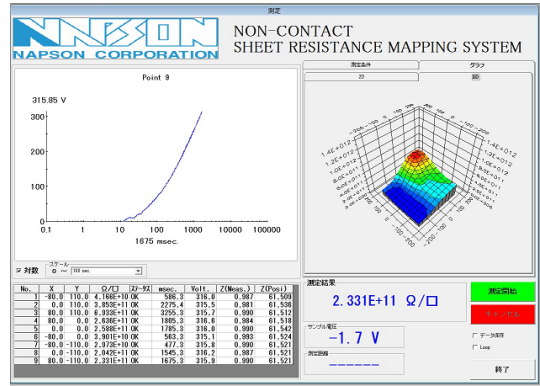 測定
NAPSON
NAPSON CORPORATION
NON-CONTACT
SHEET RESISTANCE MAPPING SYSTEM
測定条件
グラフ
2D
3D
Point 9
315.85 V
300
200
100
0
0.1 1 10 100 1000 10000 100000
1675 msec.
対数
スケール
0 ～
No. X Y Ω/□ ｽﾃｰﾀｽ msec. Volt. Z(Meas.) Z(Posi)
1 -80.0 110.0 4.166E+10 OK 586.3 316.0 0.987 61.509
2 0.0 110.0 3.853E+11 OK 2275.4 315.5 0.981 61.536
3 80.0 110.0 6.933E+11 OK 3255.3 315.7 0.990 61.512
4 -80.0 0.0 2.636E+11 OK 1805.3 316.6 0.984 61.518
5 0.0 0.0 2.588E+11 OK 1785.3 316.0 0.990 61.542
6 80.0 0.0 3.901E+10 OK 563.3 315.1 0.993 61.524
7 -80.0 -110.0 2.973E+10 OK 477.3 315.8 0.990 61.521
8 0.0 -110.0 2.042E+11 OK 1545.3 316.2 0.987 61.521
9 80.0 -110.0 2.331E+11 OK 1675.3 315.9 0.990 61.521
測定結果
2.331E+11 Ω/□
サンプル電圧
-1.7 V
測定距離
------
測定開始
キャンセル
データ保存
Loop
終了